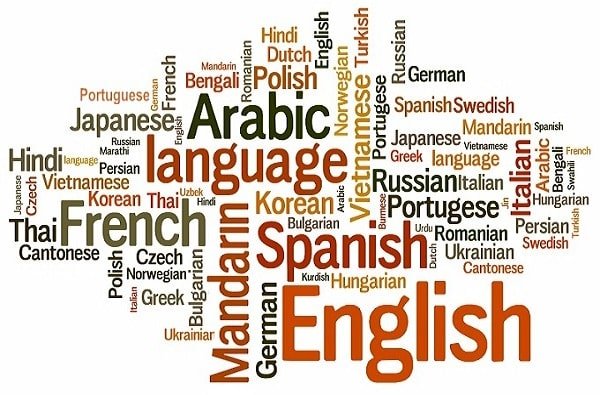 Hindi
Dutch
English
Turkish
Russian
Mandarin
Romanian
Norwegian
German
French
German
Bengali
Polish
Portuguese
Portugese
Spanish
Swedish
Japanese
English
Arabic
Vietnamese
Japanese
Mandarin
Spanish
Russian
Marathi
Vietnamese
Greek
language
Italian
Arabic
Bengali
French
Swahili
Hindi
language
Persian
language
Russian
Italian
Japanese
Czech
Vietnamese
Korean
Thai
Uzbek
Hindi
Korean
Arabic
Burmese
Portugese
Jin
Hungarian
Thai
French
Mandarin
Bulgarian
Spanish
Urdu
Romanian
Persian
Turkish
Cantonese
Polish
Czech
Bulgarian
Dutch
Ukrainian
Swedish
Norwegian
Kurdish
Hungarian
Cantonese
Italian
Greek
German
English
Ukrainian